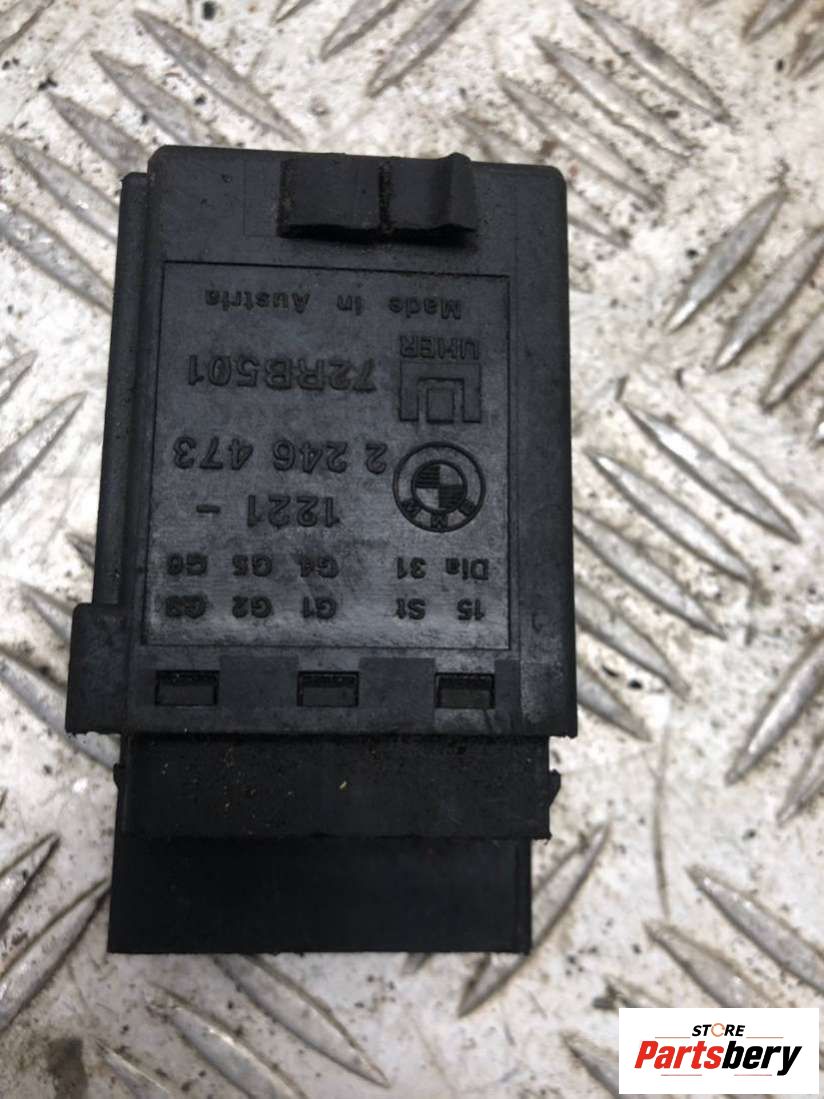 15 St G1 G2 G3
Dia 31 G4 G5 G6
1221 -
BMW
2 246 473
72RB501
UHER
Made in Austria
STORE
Partsbery